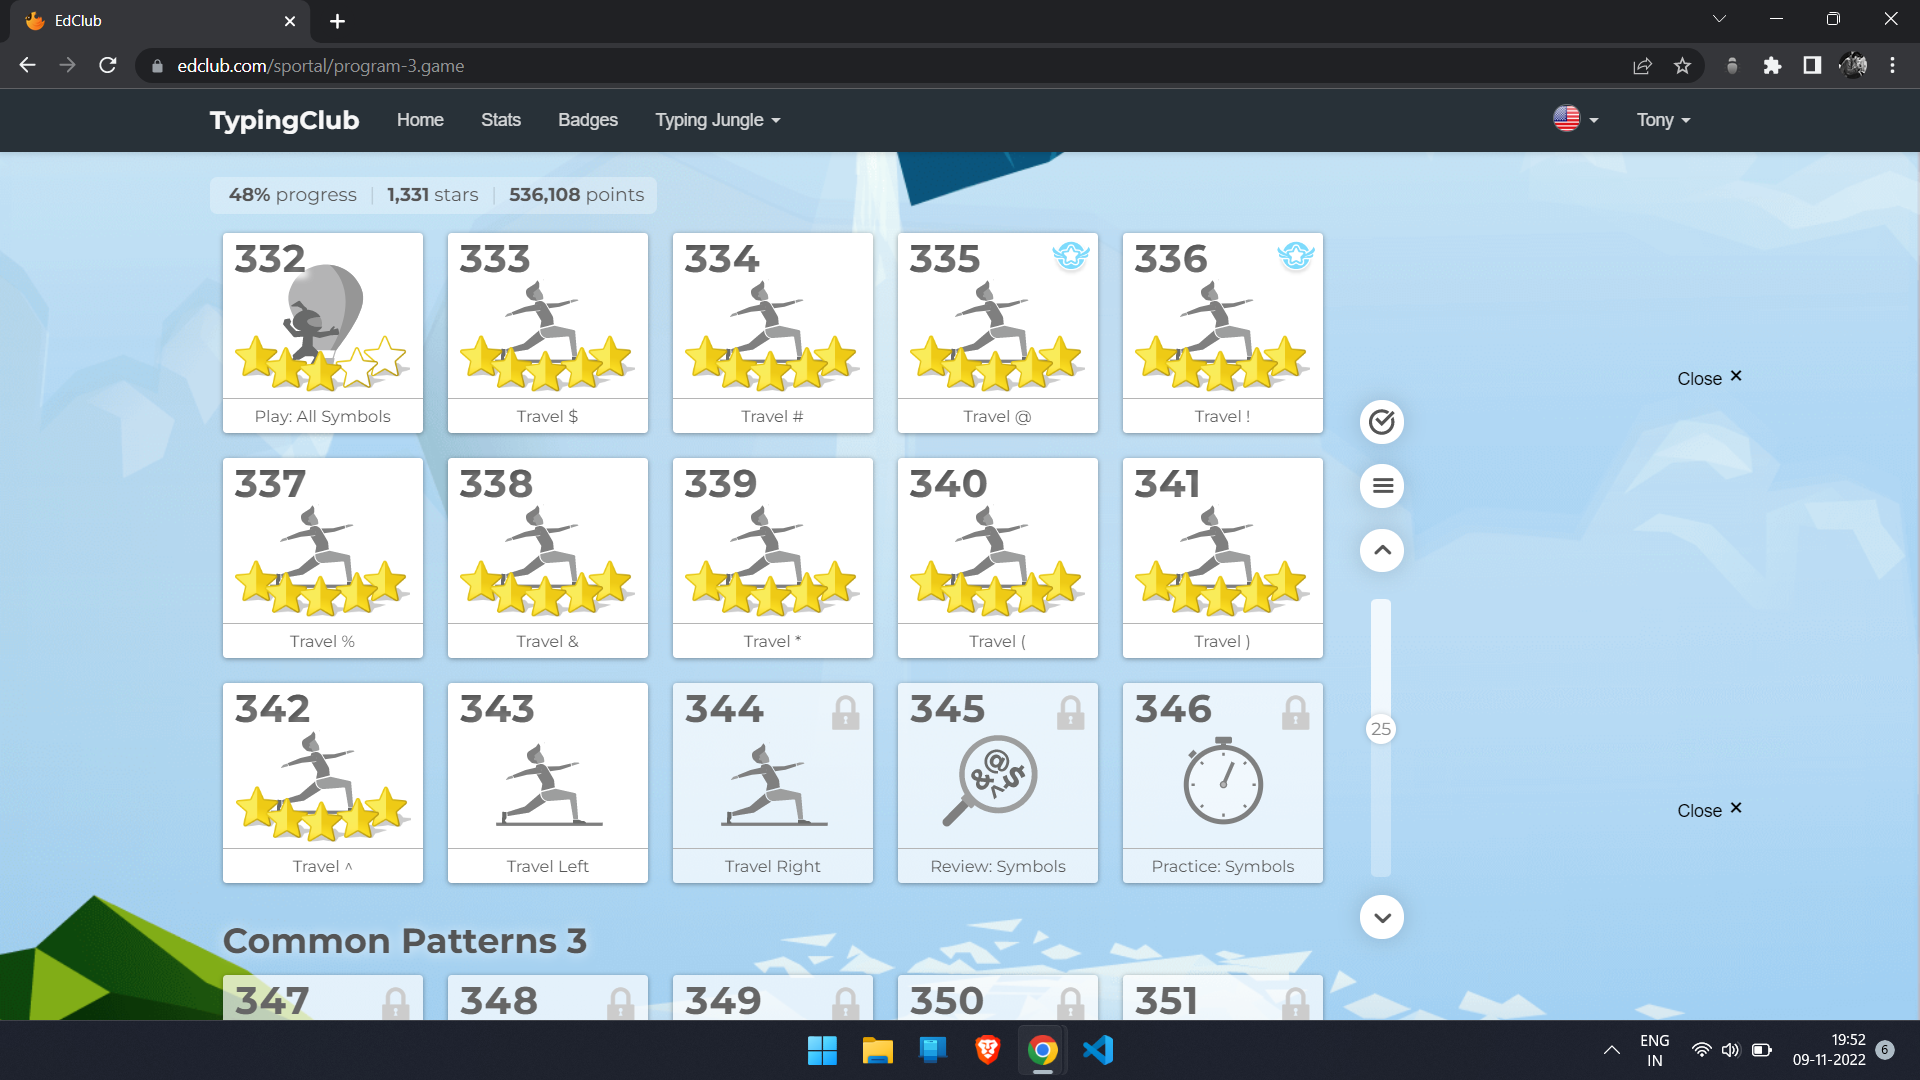 EdClub
edclub.com/sportal/program-3.game
TypingClub Home Stats Badges Typing Jungle Tony
48% progress | 1,331 stars | 536,108 points
332 333 334 335 336
Play: All Symbols Travel $ Travel # Travel @ Travel !
Close
337 338 339 340 341
Travel % Travel & Travel * Travel ( Travel )
342 343 344 345 346
25
@ & $ ^
Close
Travel ^ Travel Left Travel Right Review: Symbols Practice: Symbols
Common Patterns 3
347 348 349 350 351
ENG 19:52
IN 09-11-2022 6